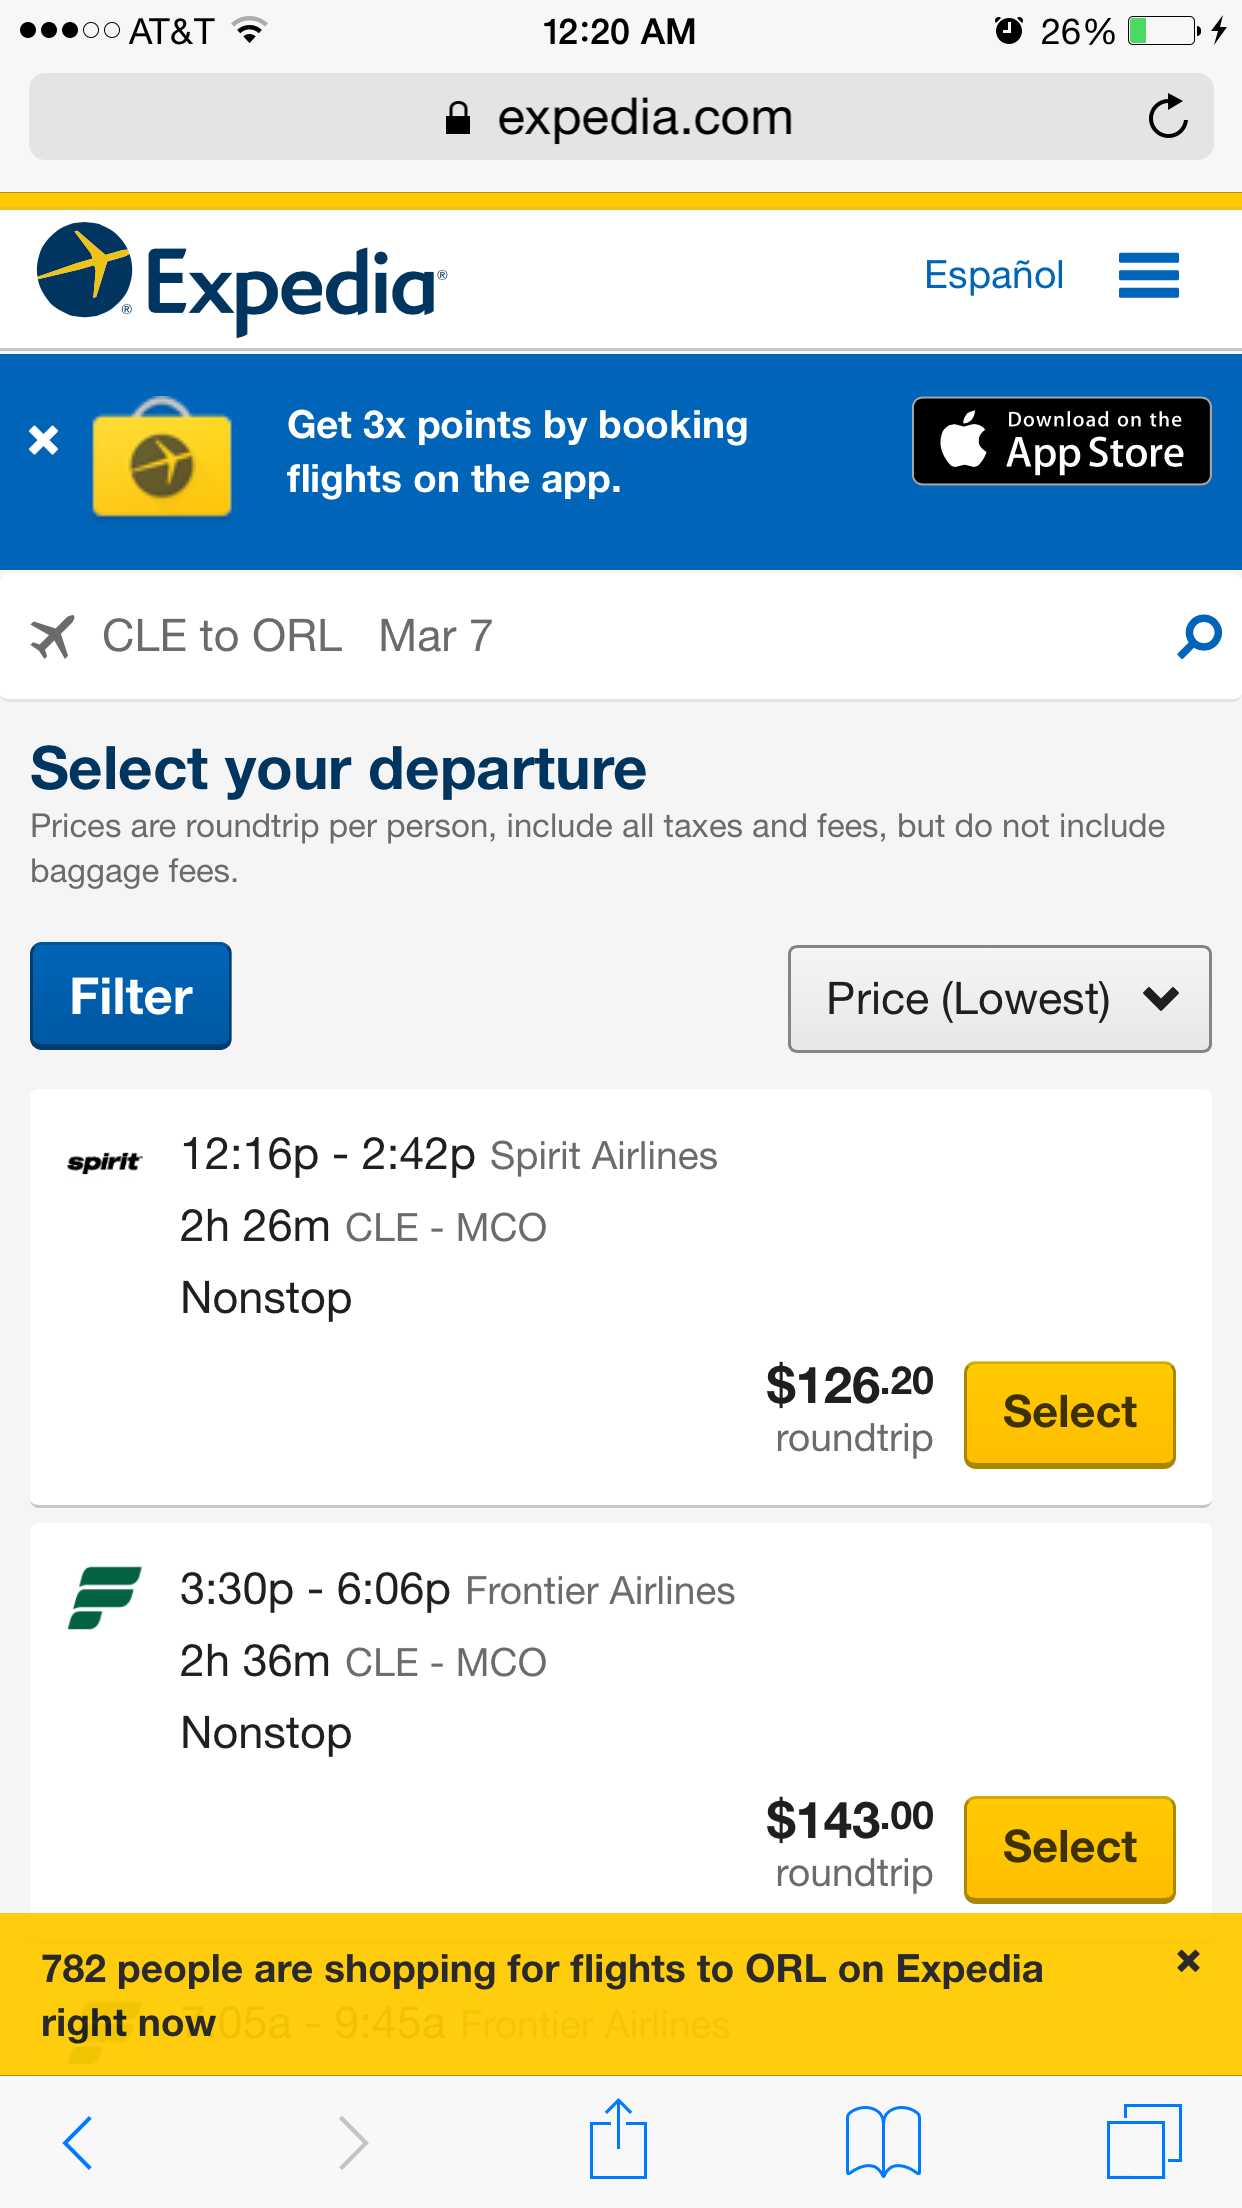 AT&T 12:20 AM 26%
expedia.com
Expedia® Español
Get 3x points by booking
flights on the app.
Download on the
App Store
CLE to ORL Mar 7
Select your departure
Prices are roundtrip per person, include all taxes and fees, but do not include
baggage fees.
Filter Price (Lowest)
spirit 12:16p - 2:42p Spirit Airlines
2h 26m CLE - MCO
Nonstop
$126.20 Select
roundtrip
3:30p - 6:06p Frontier Airlines
2h 36m CLE - MCO
Nonstop
$143.00 Select
roundtrip
782 people are shopping for flights to ORL on Expedia
right now
7:05a - 9:45a Frontier Airlines